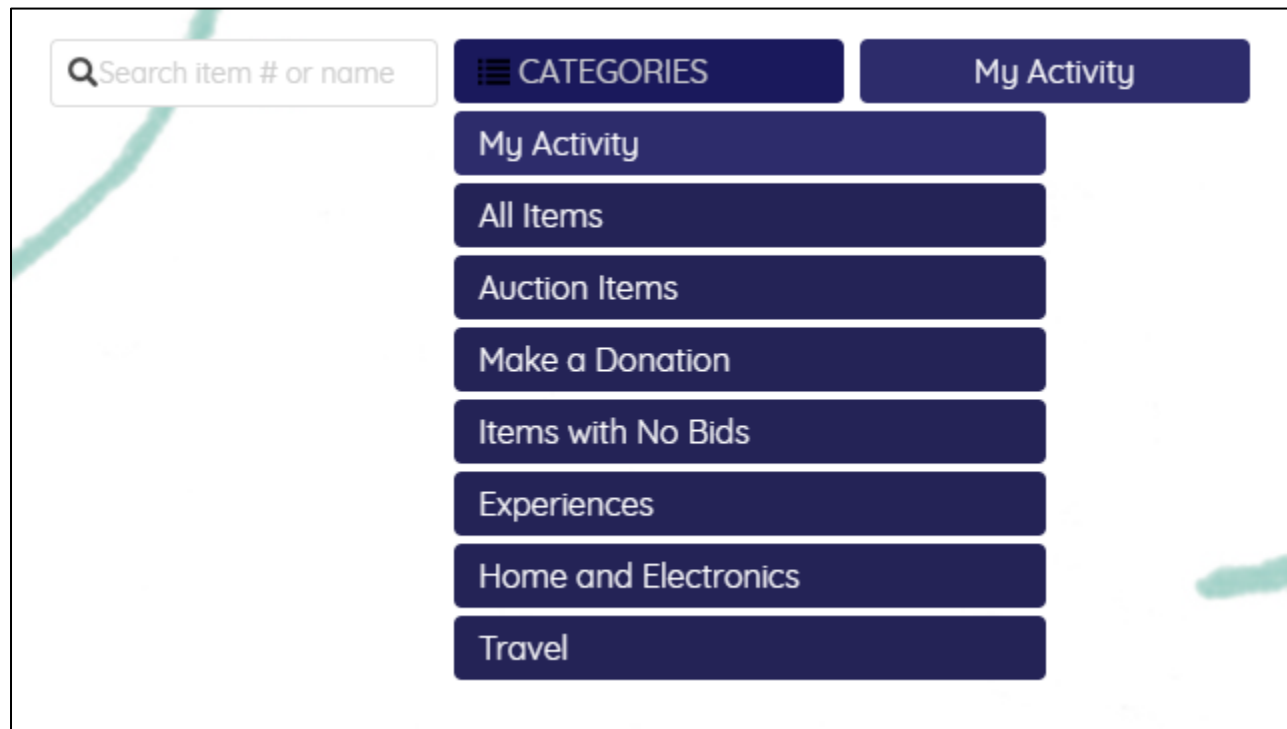 Search item # or name
CATEGORIES
My Activity
My Activity
All Items
Auction Items
Make a Donation
Items with No Bids
Experiences
Home and Electronics
Travel